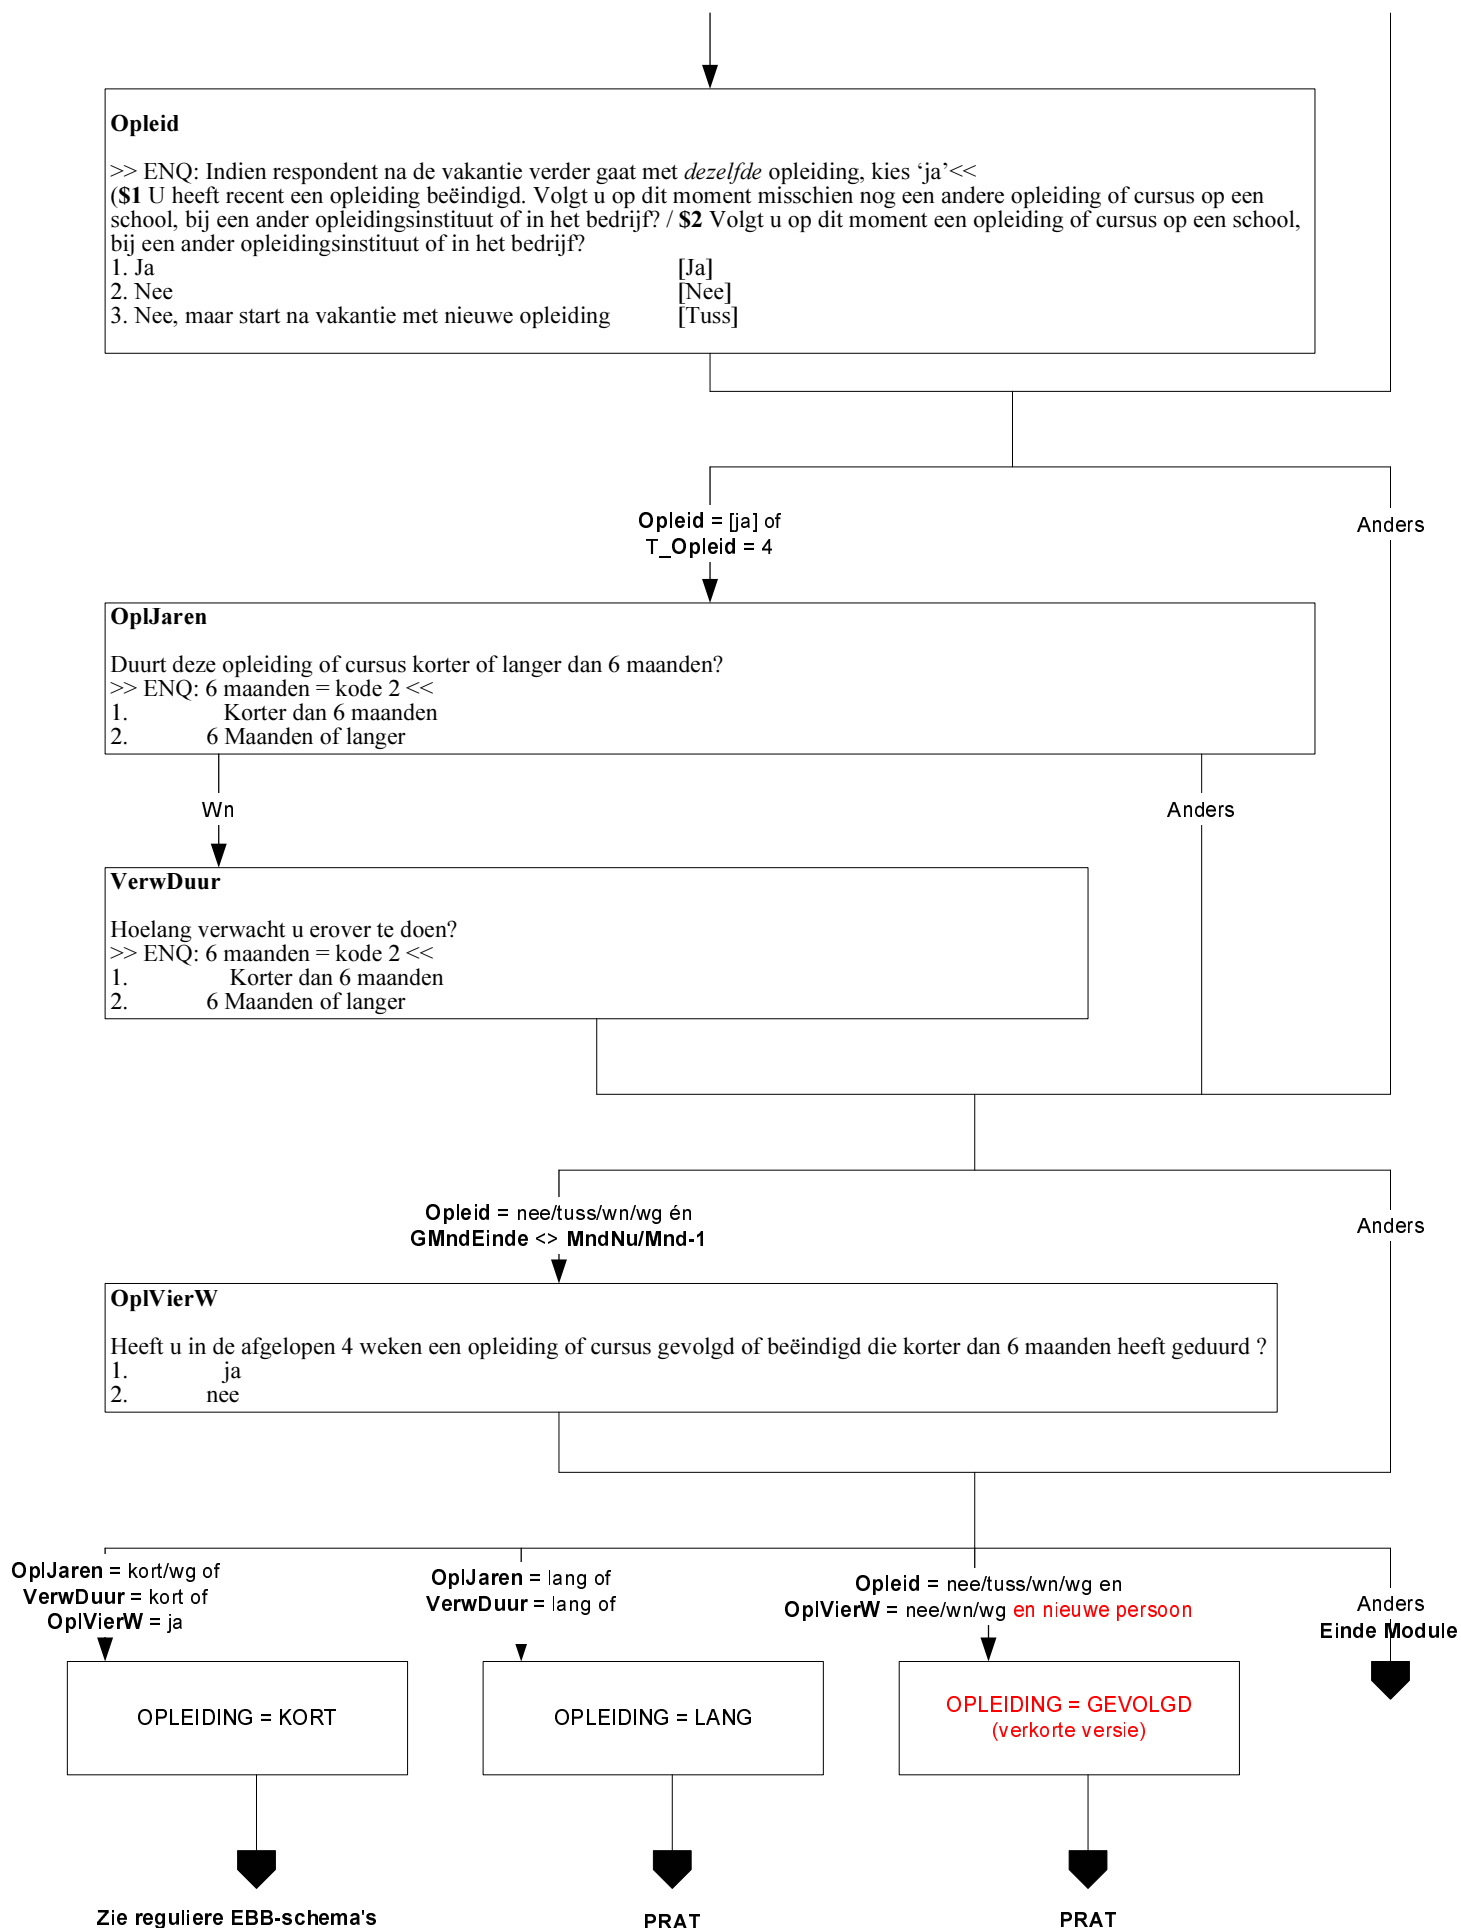 Opleid
>> ENQ: Indien respondent na de vakantie verder gaat met dezelfde opleiding, kies ‘ja’<<
($1 U heeft recent een opleiding beëindigd. Volgt u op dit moment misschien nog een andere opleiding of cursus op een
school, bij een ander opleidingsinstituut of in het bedrijf? / $2 Volgt u op dit moment een opleiding of cursus op een school,
bij een ander opleidingsinstituut of in het bedrijf?
1. Ja [Ja]
2. Nee [Nee]
3. Nee, maar start na vakantie met nieuwe opleiding [Tuss]
Opleid = [ja] of
T_Opleid = 4
Anders
OplJaren
Duurt deze opleiding of cursus korter of langer dan 6 maanden?
>> ENQ: 6 maanden = kode 2 <<
1. Korter dan 6 maanden
2. 6 Maanden of langer
Wn
Anders
VerwDuur
Hoelang verwacht u erover te doen?
>> ENQ: 6 maanden = kode 2 <<
1. Korter dan 6 maanden
2. 6 Maanden of langer
Opleid = nee/tuss/wn/wg én
GMndEinde <> MndNu/Mnd-1
Anders
OplVierW
Heeft u in de afgelopen 4 weken een opleiding of cursus gevolgd of beëindigd die korter dan 6 maanden heeft geduurd ?
1. ja
2. nee
OplJaren = kort/wg of
VerwDuur = kort of
OplVierW = ja
OplJaren = lang of
VerwDuur = lang of
Opleid = nee/tuss/wn/wg en
OplVierW = nee/wn/wg en nieuwe persoon
Anders
Einde Module
OPLEIDING = KORT
OPLEIDING = LANG
OPLEIDING = GEVOLGD
(verkorte versie)
Zie reguliere EBB-schema's
PRAT
PRAT